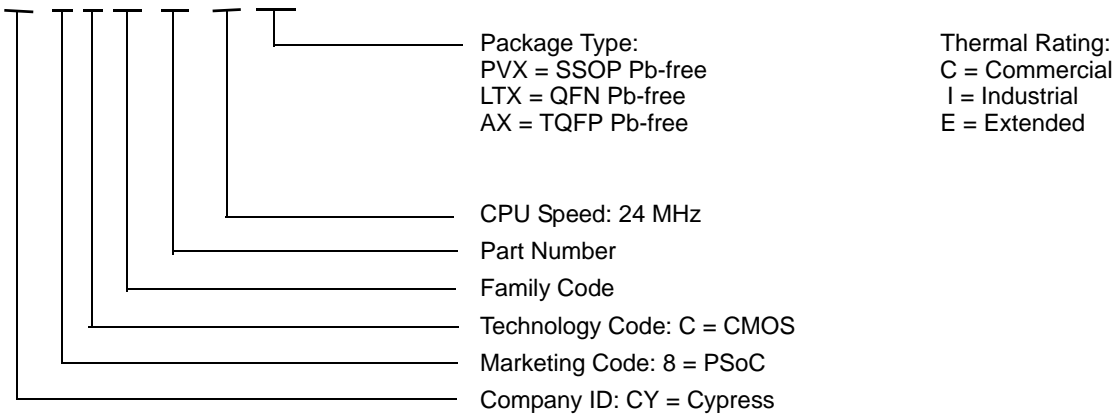 Package Type:
PVX = SSOP Pb-free
LTX = QFN Pb-free
AX = TQFP Pb-free
Thermal Rating:
C = Commercial
I = Industrial
E = Extended
CPU Speed: 24 MHz
Part Number
Family Code
Technology Code: C = CMOS
Marketing Code: 8 = PSoC
Company ID: CY = Cypress